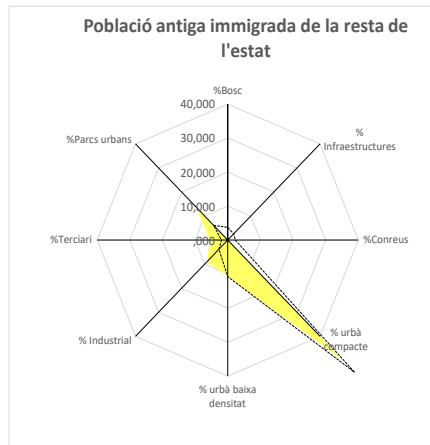 Població antiga immigrada de la resta de
l'estat
%Bosc
40,000
%
Infraestructures
%Parcs urbans
30,000
20,000
10,000
%Terciari
,000
%Conreus
% Industrial
% urbà
compacte
% urbà baixa
densitat